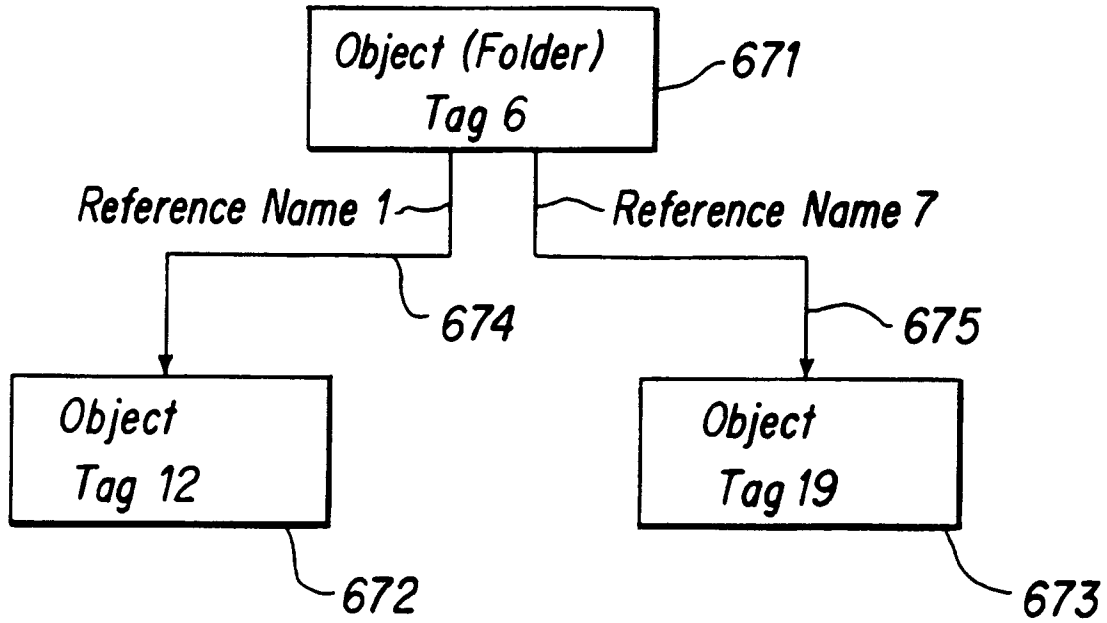 Object (Folder)
Tag 6
671
Reference Name 1
Reference Name 7
674
675
Object
Tag 12
Object
Tag 19
672
673